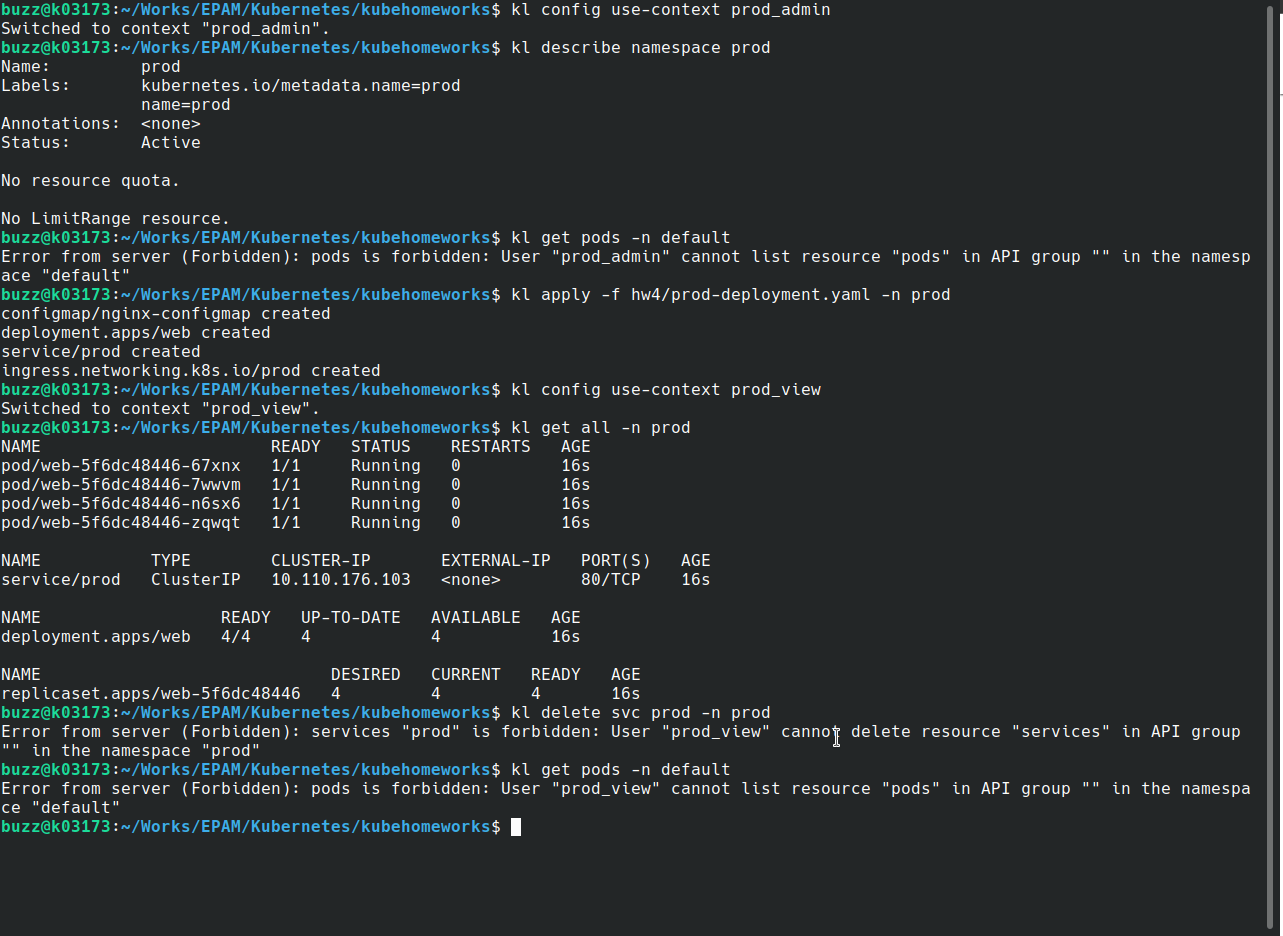 buzz@k03173:~/Works/EPAM/Kubernetes/kubehomeworks$ kl config use-context prod_admin
Switched to context "prod_admin".
buzz@k03173:~/Works/EPAM/Kubernetes/kubehomeworks$ kl describe namespace prod
Name:         prod
Labels:       kubernetes.io/metadata.name=prod
              name=prod
Annotations:  <none>
Status:       Active

No resource quota.

No LimitRange resource.
buzz@k03173:~/Works/EPAM/Kubernetes/kubehomeworks$ kl get pods -n default
Error from server (Forbidden): pods is forbidden: User "prod_admin" cannot list resource "pods" in API group "" in the namesp
ace "default"
buzz@k03173:~/Works/EPAM/Kubernetes/kubehomeworks$ kl apply -f hw4/prod-deployment.yaml -n prod
configmap/nginx-configmap created
deployment.apps/web created
service/prod created
ingress.networking.k8s.io/prod created
buzz@k03173:~/Works/EPAM/Kubernetes/kubehomeworks$ kl config use-context prod_view
Switched to context "prod_view".
buzz@k03173:~/Works/EPAM/Kubernetes/kubehomeworks$ kl get all -n prod
NAME                       READY   STATUS    RESTARTS   AGE
pod/web-5f6dc48446-67xnx   1/1     Running   0          16s
pod/web-5f6dc48446-7wwvm   1/1     Running   0          16s
pod/web-5f6dc48446-n6sx6   1/1     Running   0          16s
pod/web-5f6dc48446-zqwqt   1/1     Running   0          16s

NAME           TYPE        CLUSTER-IP       EXTERNAL-IP   PORT(S)   AGE
service/prod   ClusterIP   10.110.176.103   <none>        80/TCP    16s

NAME                  READY   UP-TO-DATE   AVAILABLE   AGE
deployment.apps/web   4/4     4            4           16s

NAME                             DESIRED   CURRENT   READY   AGE
replicaset.apps/web-5f6dc48446   4         4         4       16s
buzz@k03173:~/Works/EPAM/Kubernetes/kubehomeworks$ kl delete svc prod -n prod
Error from server (Forbidden): services "prod" is forbidden: User "prod_view" cannot delete resource "services" in API group
"" in the namespace "prod"
buzz@k03173:~/Works/EPAM/Kubernetes/kubehomeworks$ kl get pods -n default
Error from server (Forbidden): pods is forbidden: User "prod_view" cannot list resource "pods" in API group "" in the namespa
ce "default"
buzz@k03173:~/Works/EPAM/Kubernetes/kubehomeworks$